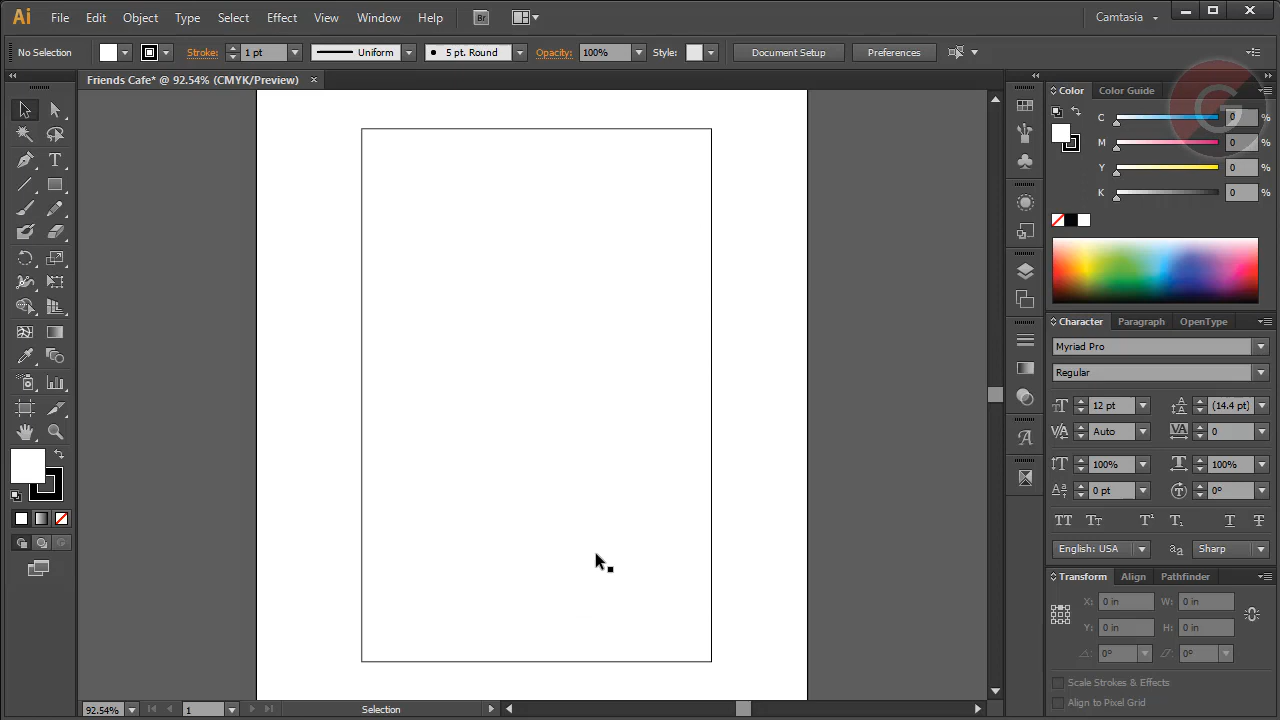 Ai File Edit Object Type Select Effect View Window Help Br Camtasia
No Selection Stroke: 1 pt Uniform 5 pt. Round Opacity: 100% Style: Document Setup Preferences
Friends Cafe* @ 92.54% (CMYK/Preview)
Color Color Guide
C 0 %
M 0 %
Y 0 %
K 0 %
Character Paragraph OpenType
Myriad Pro
Regular
12 pt (14.4 pt)
Auto 0
100% 100%
0 pt 0°
English: USA Sharp
Transform Align Pathfinder
X: 0 in W: 0 in
Y: 0 in H: 0 in
0° 0°
Scale Strokes & Effects
Align to Pixel Grid
92.54% 1 Selection